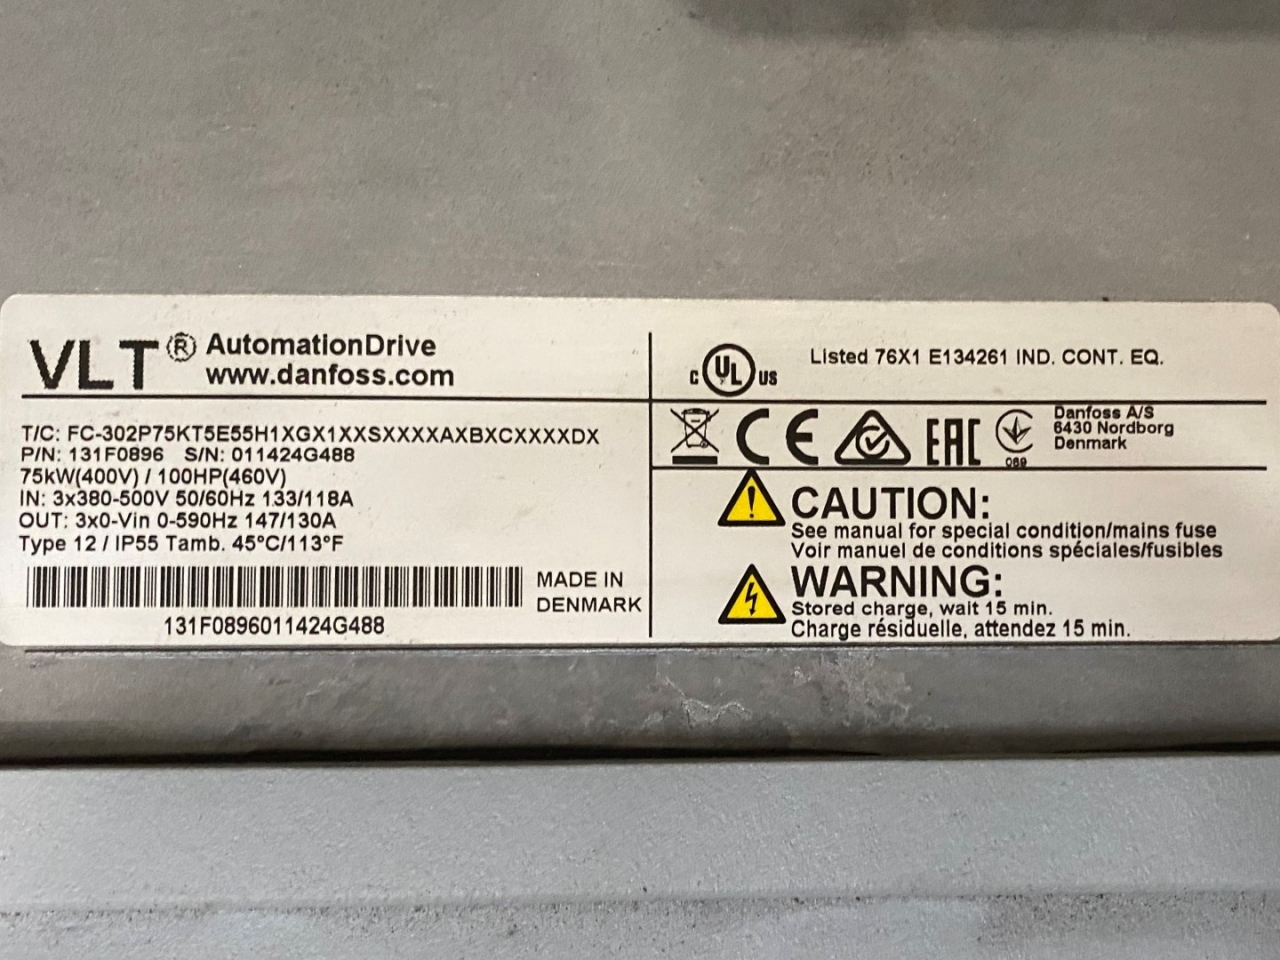 VLT® AutomationDrive
www.danfoss.com
T/C: FC-302P75KT5E55H1XGX1XXSXXXXAXBXCXXXXDX
P/N: 131F0896 S/N: 011424G488
75kW(400V) / 100HP(460V)
IN: 3x380-500V 50/60Hz 133/118A
OUT: 3x0-Vin 0-590Hz 147/130A
Type 12 / IP55 Tamb. 45°C/113°F
MADE IN
DENMARK
131F0896011424G488
C UL US
Listed 76X1 E134261 IND. CONT. EQ.
CE EAC
089
Danfoss A/S
6430 Nordborg
Denmark
CAUTION:
See manual for special condition/mains fuse
Voir manuel de conditions spéciales/fusibles
WARNING:
Stored charge, wait 15 min.
Charge résiduelle, attendez 15 min.